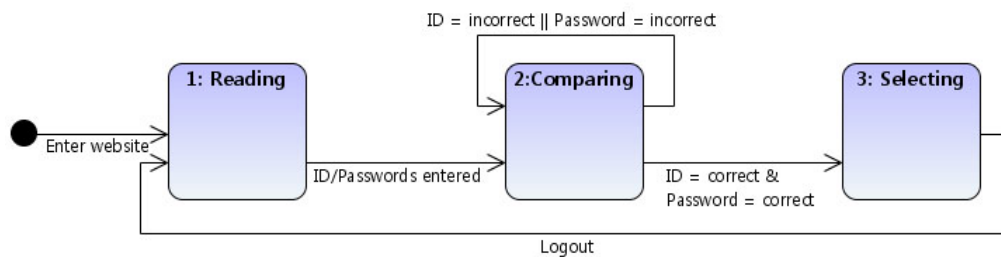 ID = incorrect || Password = incorrect
1: Reading
2:Comparing
3: Selecting
Enter website
ID/Passwords entered
ID = correct &
Password = correct
Logout